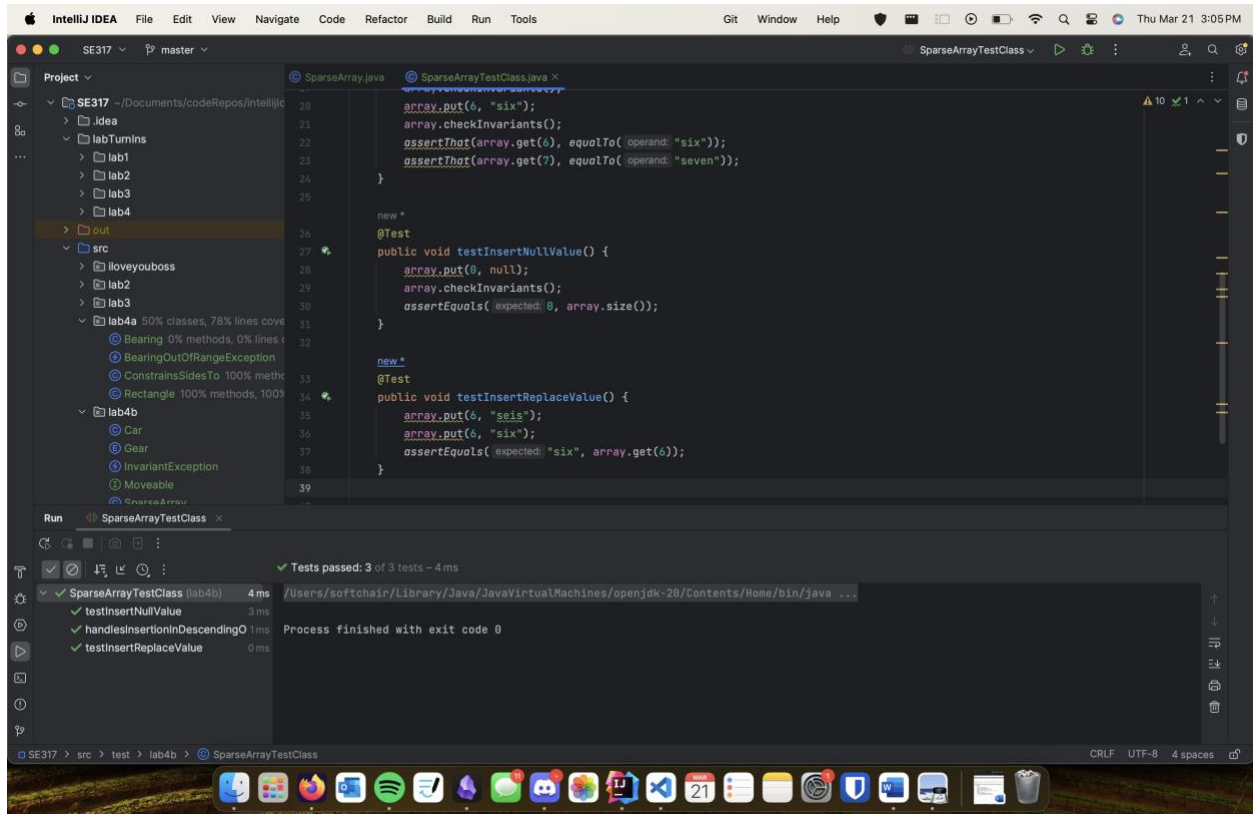 IntelliJ IDEA File Edit View Navigate Code Refactor Build Run Tools Git Window Help Thu Mar 21 3:05 PM
SE317 master SparseArrayTestClass
Project
SparseArray.java SparseArrayTestClass.java
SE317 ~/Documents/codeRepos/intellijIc
.idea
labTurnIns
lab1
lab2
lab3
lab4
out
src
iloveyouboss
lab2
lab3
lab4a 50% classes, 78% lines cove
Bearing 0% methods, 0% lines
BearingOutOfRangeException
ConstrainsSidesTo 100% metho
Rectangle 100% methods, 100%
lab4b
Car
Gear
InvariantException
Moveable
SparseArray
10 1
array.checkInvariants();
20 array.put(6, "six");
21 array.checkInvariants();
22 assertThat(array.get(6), equalTo( operand: "six"));
23 assertThat(array.get(7), equalTo( operand: "seven"));
24 }
25
new *
26 @Test
27 public void testInsertNullValue() {
28 array.put(0, null);
29 array.checkInvariants();
30 assertEquals( expected: 0, array.size());
31 }
32
new *
33 @Test
34 public void testInsertReplaceValue() {
35 array.put(6, "seis");
36 array.put(6, "six");
37 assertEquals( expected: "six", array.get(6));
38 }
39
Run SparseArrayTestClass
Tests passed: 3 of 3 tests – 4 ms
SparseArrayTestClass (lab4b) 4 ms
testInsertNullValue 3 ms
handlesInsertionInDescendingO 1 ms
testInsertReplaceValue 0 ms
/Users/softchair/Library/Java/JavaVirtualMachines/openjdk-20/Contents/Home/bin/java ...
Process finished with exit code 0
SE317 > src > test > lab4b > SparseArrayTestClass CRLF UTF-8 4 spaces
MAR
21